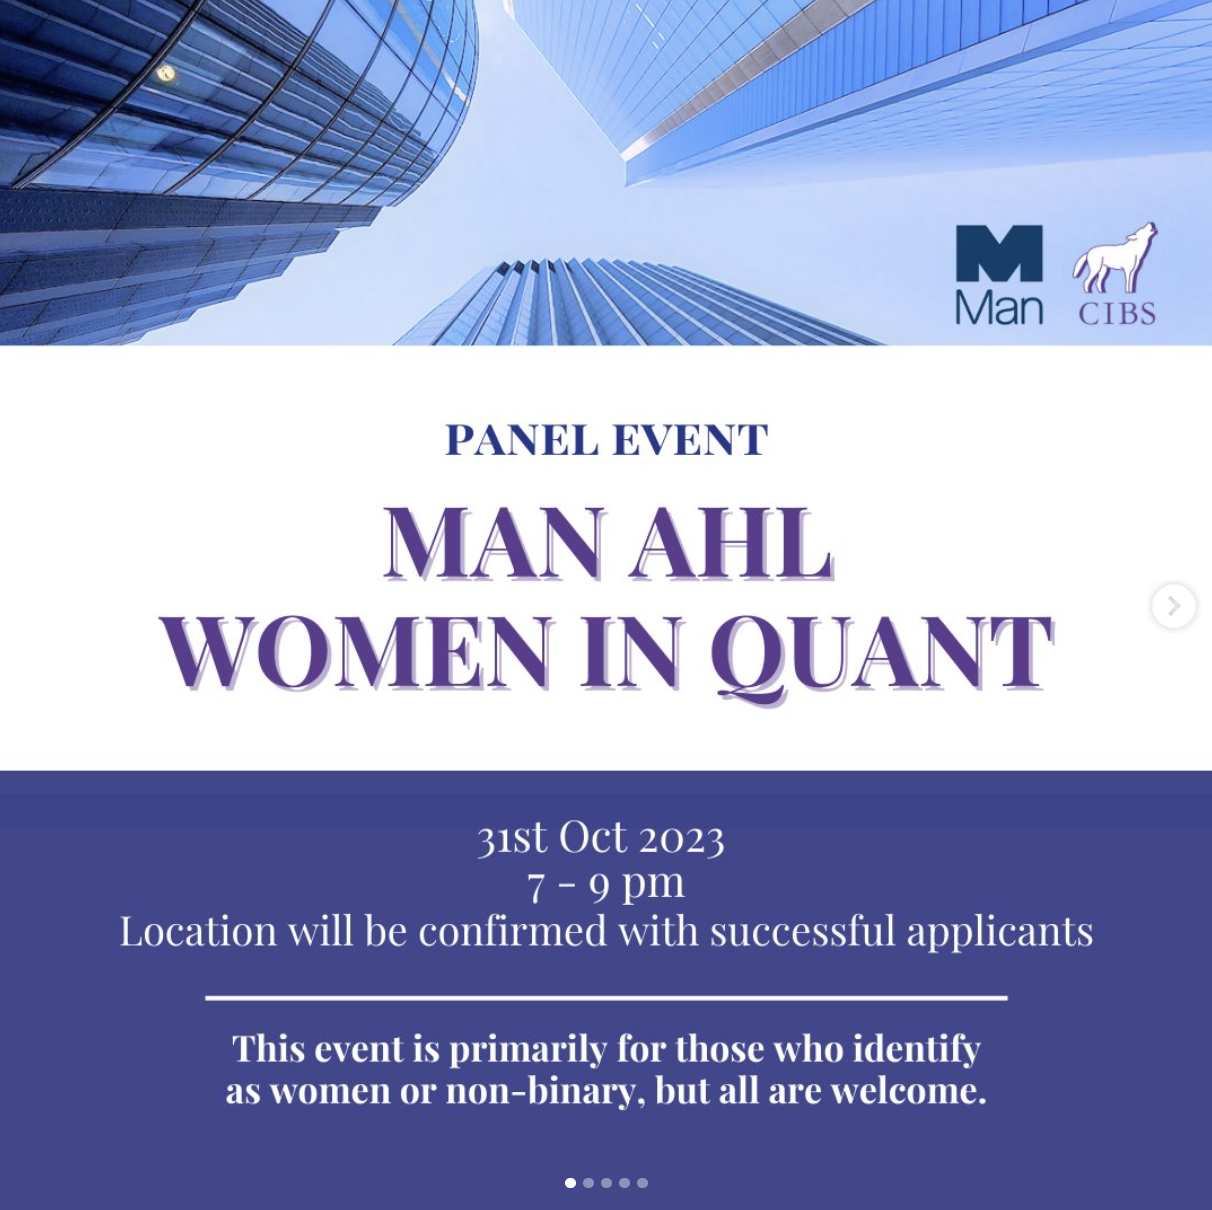 Man
CIBS
PANEL EVENT
MAN AHL
WOMEN IN QUANT
31st Oct 2023
7 - 9 pm
Location will be confirmed with successful applicants
This event is primarily for those who identify
as women or non-binary, but all are welcome.